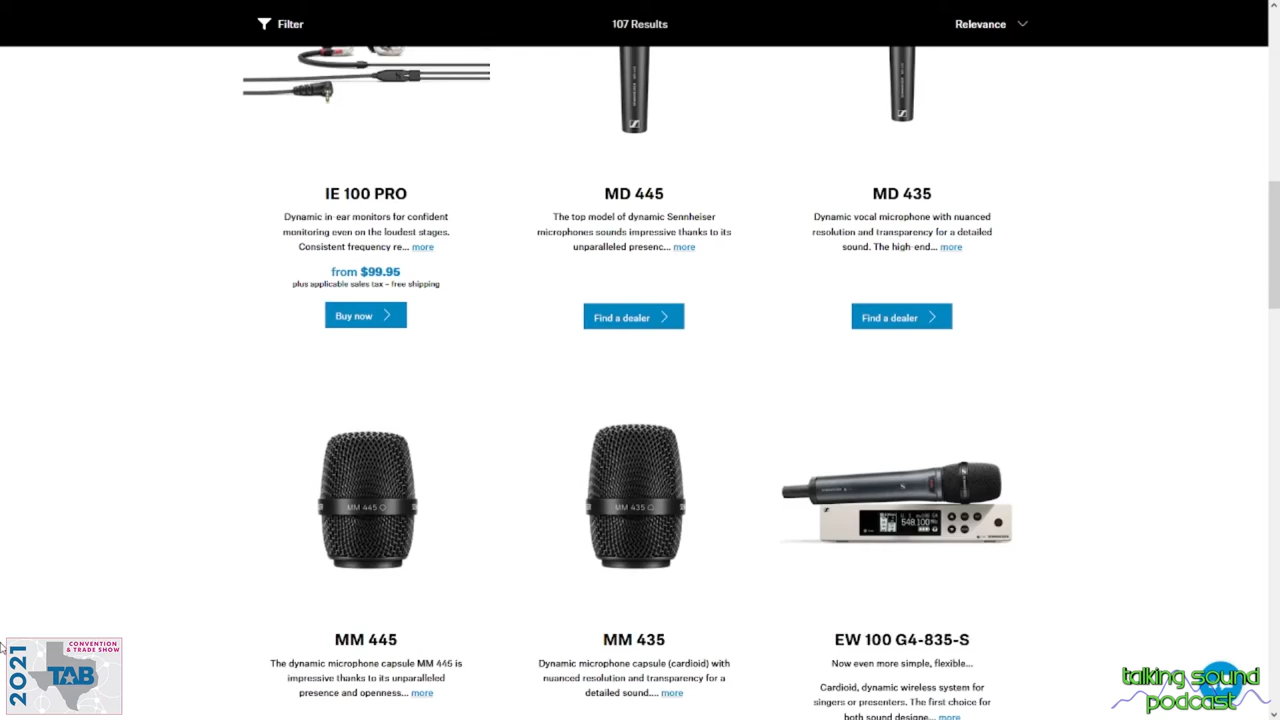 Filter
107 Results
Relevance
IE 100 PRO
Dynamic in-ear monitors for confident
monitoring even on the loudest stages.
Consistent frequency re... more
from $99.95
plus applicable sales tax – free shipping
Buy now
MD 445
The top model of dynamic Sennheiser
microphones sounds impressive thanks to its
unparalleled presenc... more
Find a dealer
MD 435
Dynamic vocal microphone with nuanced
resolution and transparency for a detailed
sound. The high-end... more
Find a dealer
MM 445
MM 435
548.100
MM 445
The dynamic microphone capsule MM 445 is
impressive thanks to its unparalleled
presence and openness... more
MM 435
Dynamic microphone capsule (cardioid) with
nuanced resolution and transparency for a
detailed sound.... more
EW 100 G4-835-S
Now even more simple, flexible...
Cardioid, dynamic wireless system for
singers or presenters. The first choice for
both sound designe... more
2021
CONVENTION
& TRADE SHOW
TAB
talking sound
podcast